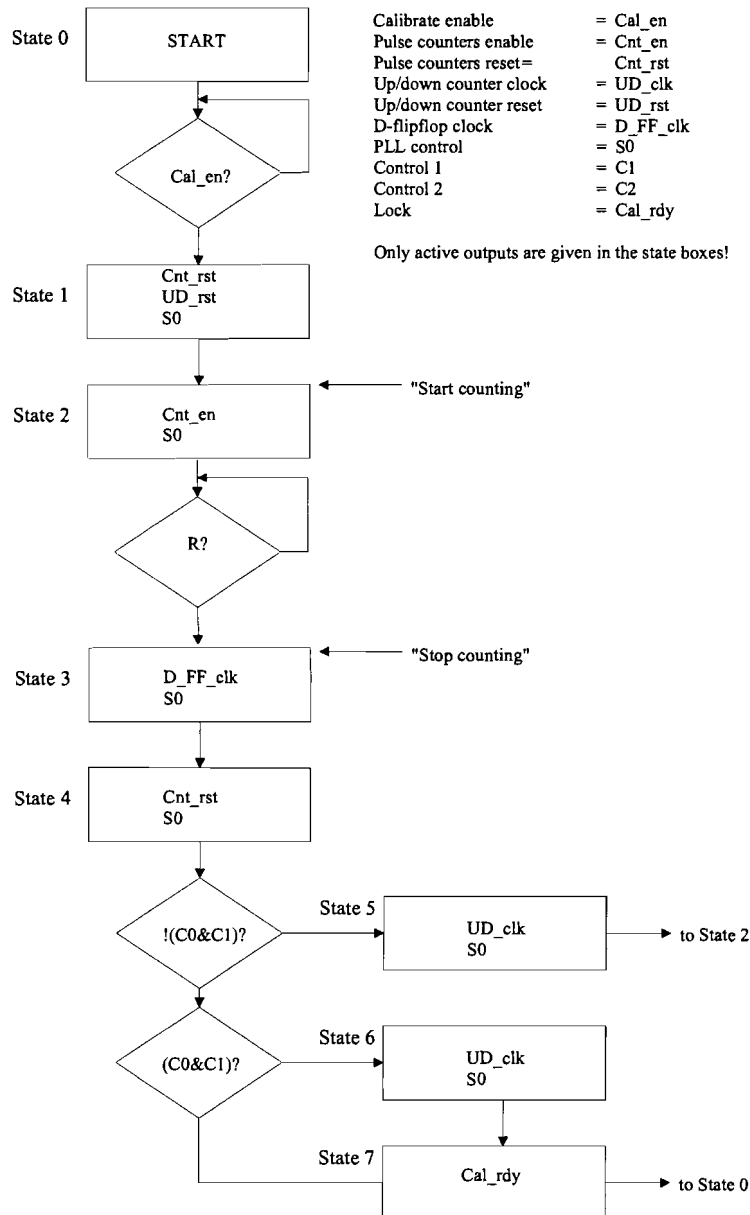 State 0
START
Calibrate enable = Cal_en
Pulse counters enable = Cnt_en
Pulse counters reset= Cnt_rst
Up/down counter clock = UD_clk
Up/down counter reset = UD_rst
D-flipflop clock = D_FF_clk
PLL control = S0
Control 1 = C1
Control 2 = C2
Lock = Cal_rdy
Only active outputs are given in the state boxes!
Cal_en?
State 1
Cnt_rst
UD_rst
S0
"Start counting"
State 2
Cnt_en
S0
R?
"Stop counting"
State 3
D_FF_clk
S0
State 4
Cnt_rst
S0
!(C0&C1)?
State 5
UD_clk
S0
to State 2
(C0&C1)?
State 6
UD_clk
S0
State 7
Cal_rdy
to State 0